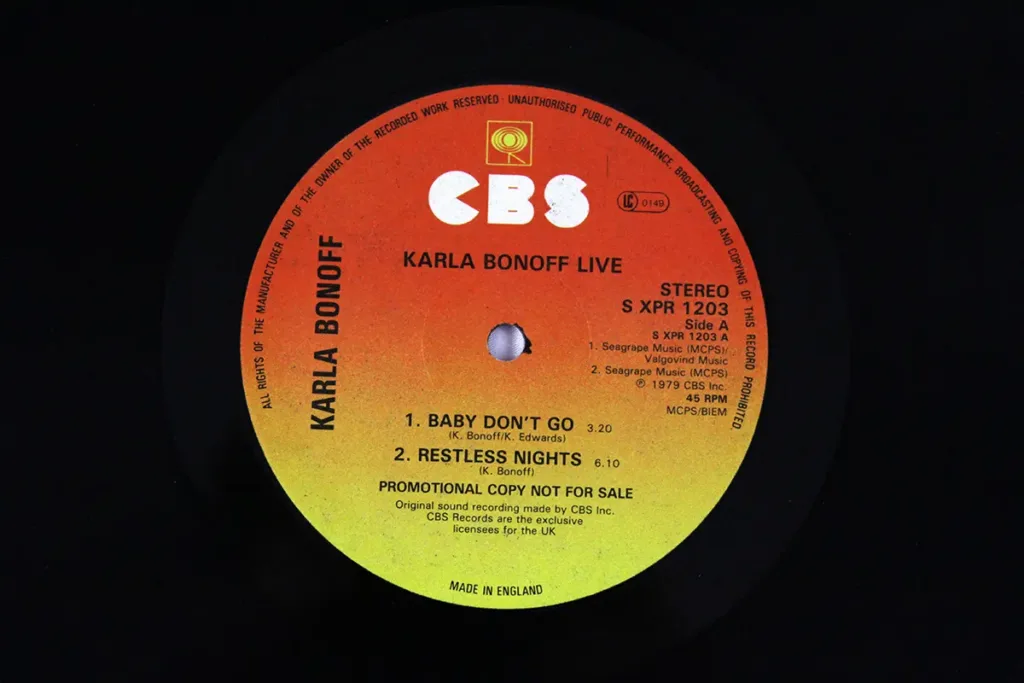 ALL RIGHTS OF THE MANUFACTURER AND OF THE OWNER OF THE RECORDED WORK RESERVED · UNAUTHORISED PUBLIC PERFORMANCE, BROADCASTING AND COPYING OF THIS RECORD PROHIBITED.
CBS
LC 0149
KARLA BONOFF
KARLA BONOFF LIVE
STEREO
S XPR 1203
Side A
S XPR 1203 A
1. Seagrape Music (MCPS)/
Valgovind Music
2. Seagrape Music (MCPS)
℗ 1979 CBS Inc.
45 RPM
MCPS/BIEM
1. BABY DON'T GO 3.20
(K. Bonoff/K. Edwards)
2. RESTLESS NIGHTS 6.10
(K. Bonoff)
PROMOTIONAL COPY NOT FOR SALE
Original sound recording made by CBS Inc.
CBS Records are the exclusive
licensees for the UK
MADE IN ENGLAND